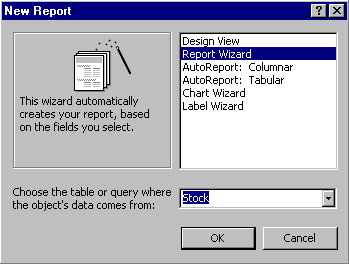 New Report
This wizard automatically
creates your report, based
on the fields you select.
Design View
Report Wizard
AutoReport: Columnar
AutoReport: Tabular
Chart Wizard
Label Wizard
Choose the table or query where
the object's data comes from:
Stock
OK
Cancel